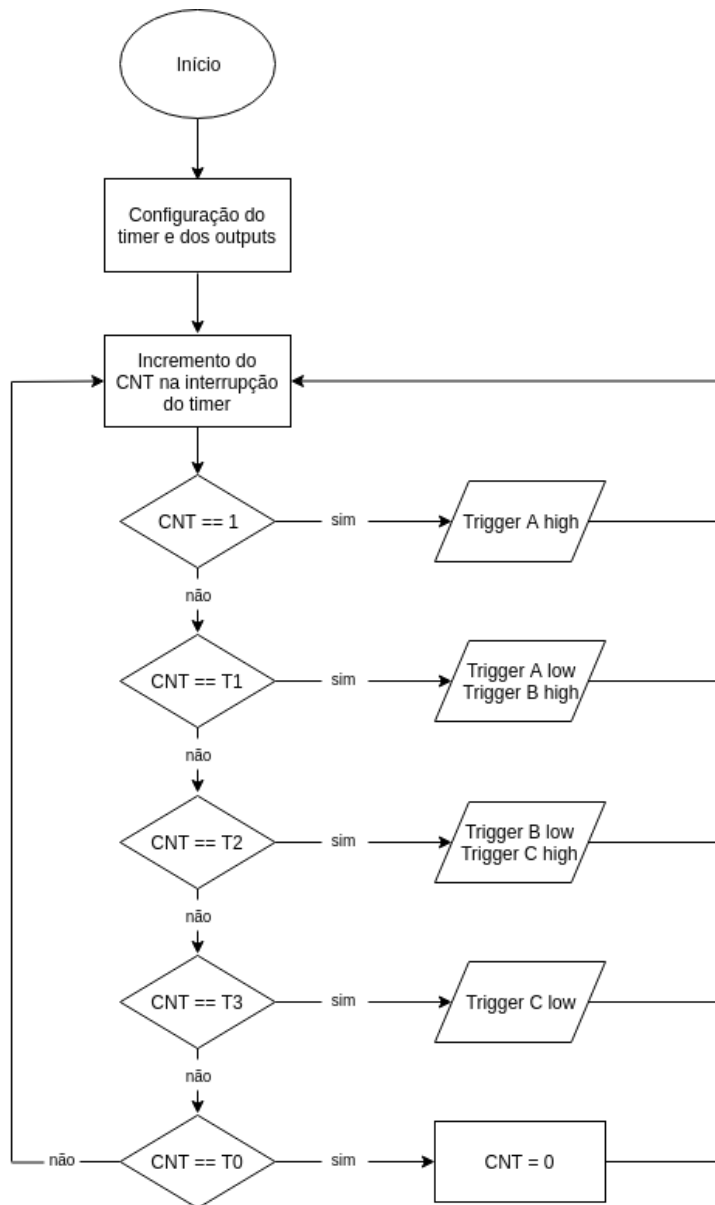 Início
Configuração do
timer e dos outputs
Incremento do
CNT na interrupção
do timer
CNT == 1
sim
Trigger A high
não
CNT == T1
sim
Trigger A low
Trigger B high
não
CNT == T2
sim
Trigger B low
Trigger C high
não
CNT == T3
sim
Trigger C low
não
não
CNT == T0
sim
CNT = 0